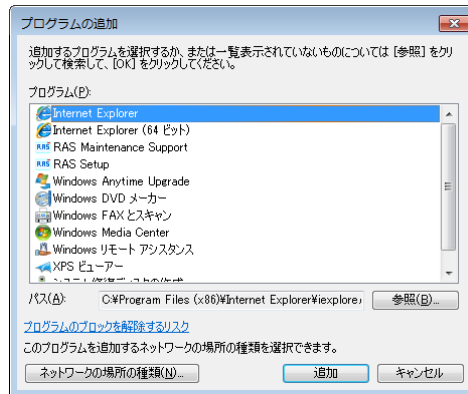 プログラムの追加
追加するプログラムを選択するか、または一覧表示されていないものについては [参照] をクリ
ックして検索して、[OK] をクリックしてください。
プログラム(P):
Internet Explorer
Internet Explorer (64 ビット)
RAS Maintenance Support
RAS Setup
Windows Anytime Upgrade
Windows DVD メーカー
Windows FAX とスキャン
Windows Media Center
Windows リモート アシスタンス
XPS ビューアー
パス(A): C:¥Program Files (x86)¥Internet Explorer¥iexplore, 参照(B)...
プログラムのブロックを解除するリスク
このプログラムを追加するネットワークの場所の種類を選択できます。
ネットワークの場所の種類(N)... 追加 キャンセル